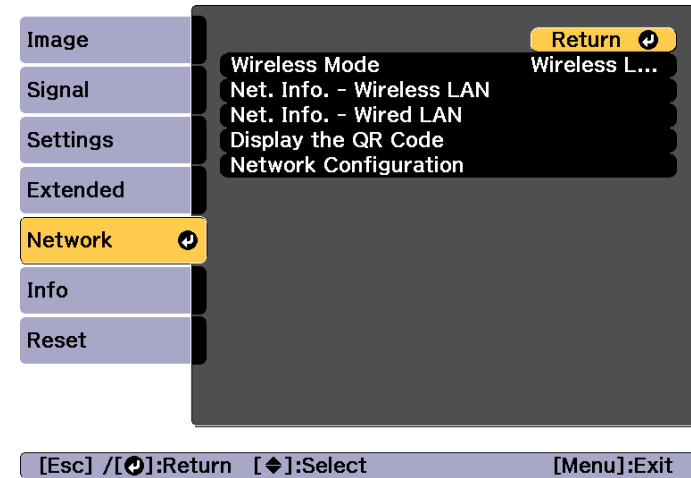 Image
Signal
Settings
Extended
Network
Info
Reset
Return
Wireless Mode Wireless L...
Net. Info. - Wireless LAN
Net. Info. - Wired LAN
Display the QR Code
Network Configuration
[Esc] /[ ]:Return [ ]:Select [Menu]:Exit